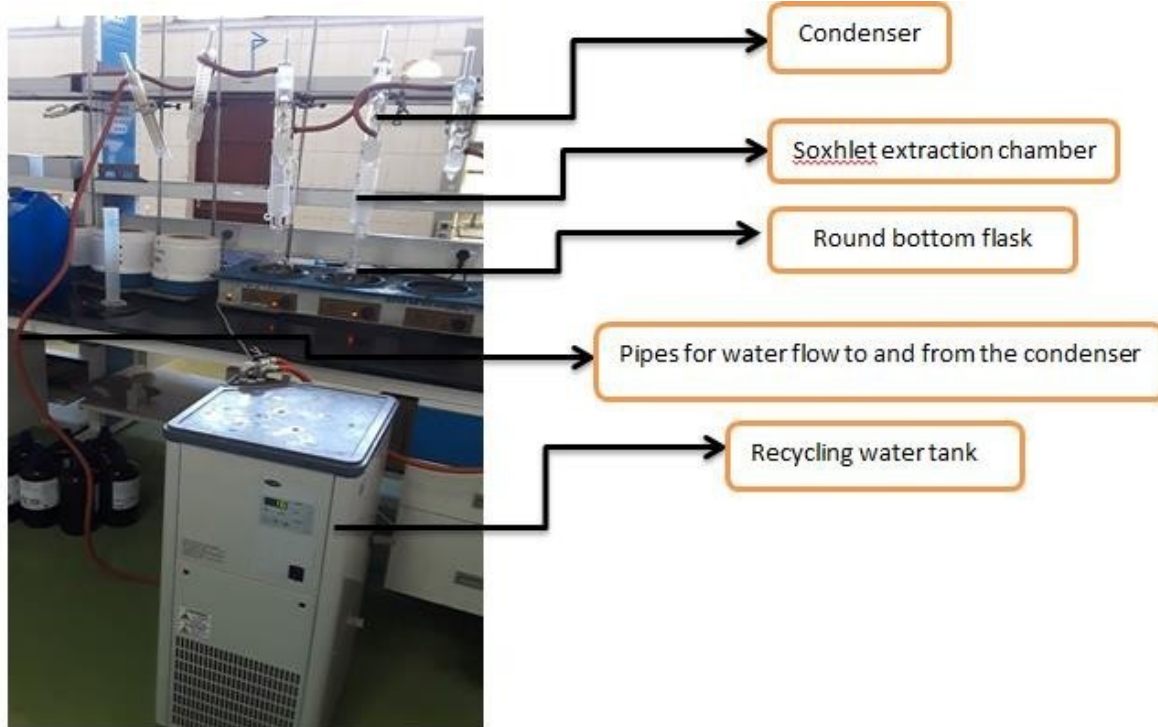 Condenser
Soxhlet extraction chamber
Round bottom flask
Pipes for water flow to and from the condenser
Recycling water tank